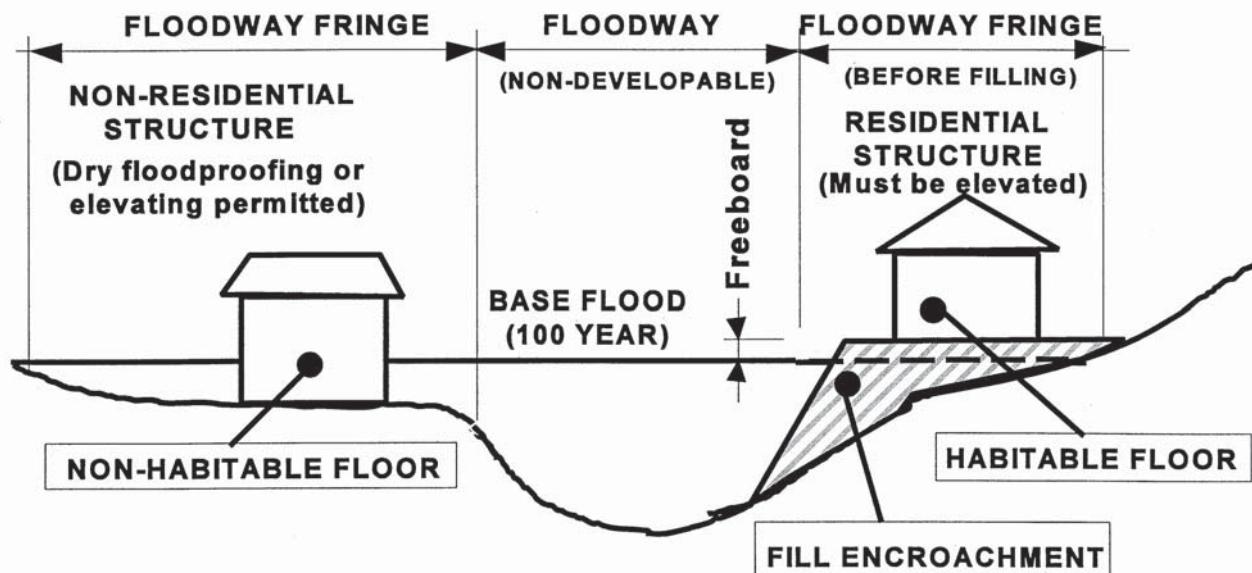 FLOODWAY FRINGE
FLOODWAY
FLOODWAY FRINGE
(NON-DEVELOPABLE)
(BEFORE FILLING)
NON-RESIDENTIAL
STRUCTURE
(Dry floodproofing or
elevating permitted)
Freeboard
RESIDENTIAL
STRUCTURE
(Must be elevated)
BASE FLOOD
(100 YEAR)
NON-HABITABLE FLOOR
HABITABLE FLOOR
FILL ENCROACHMENT